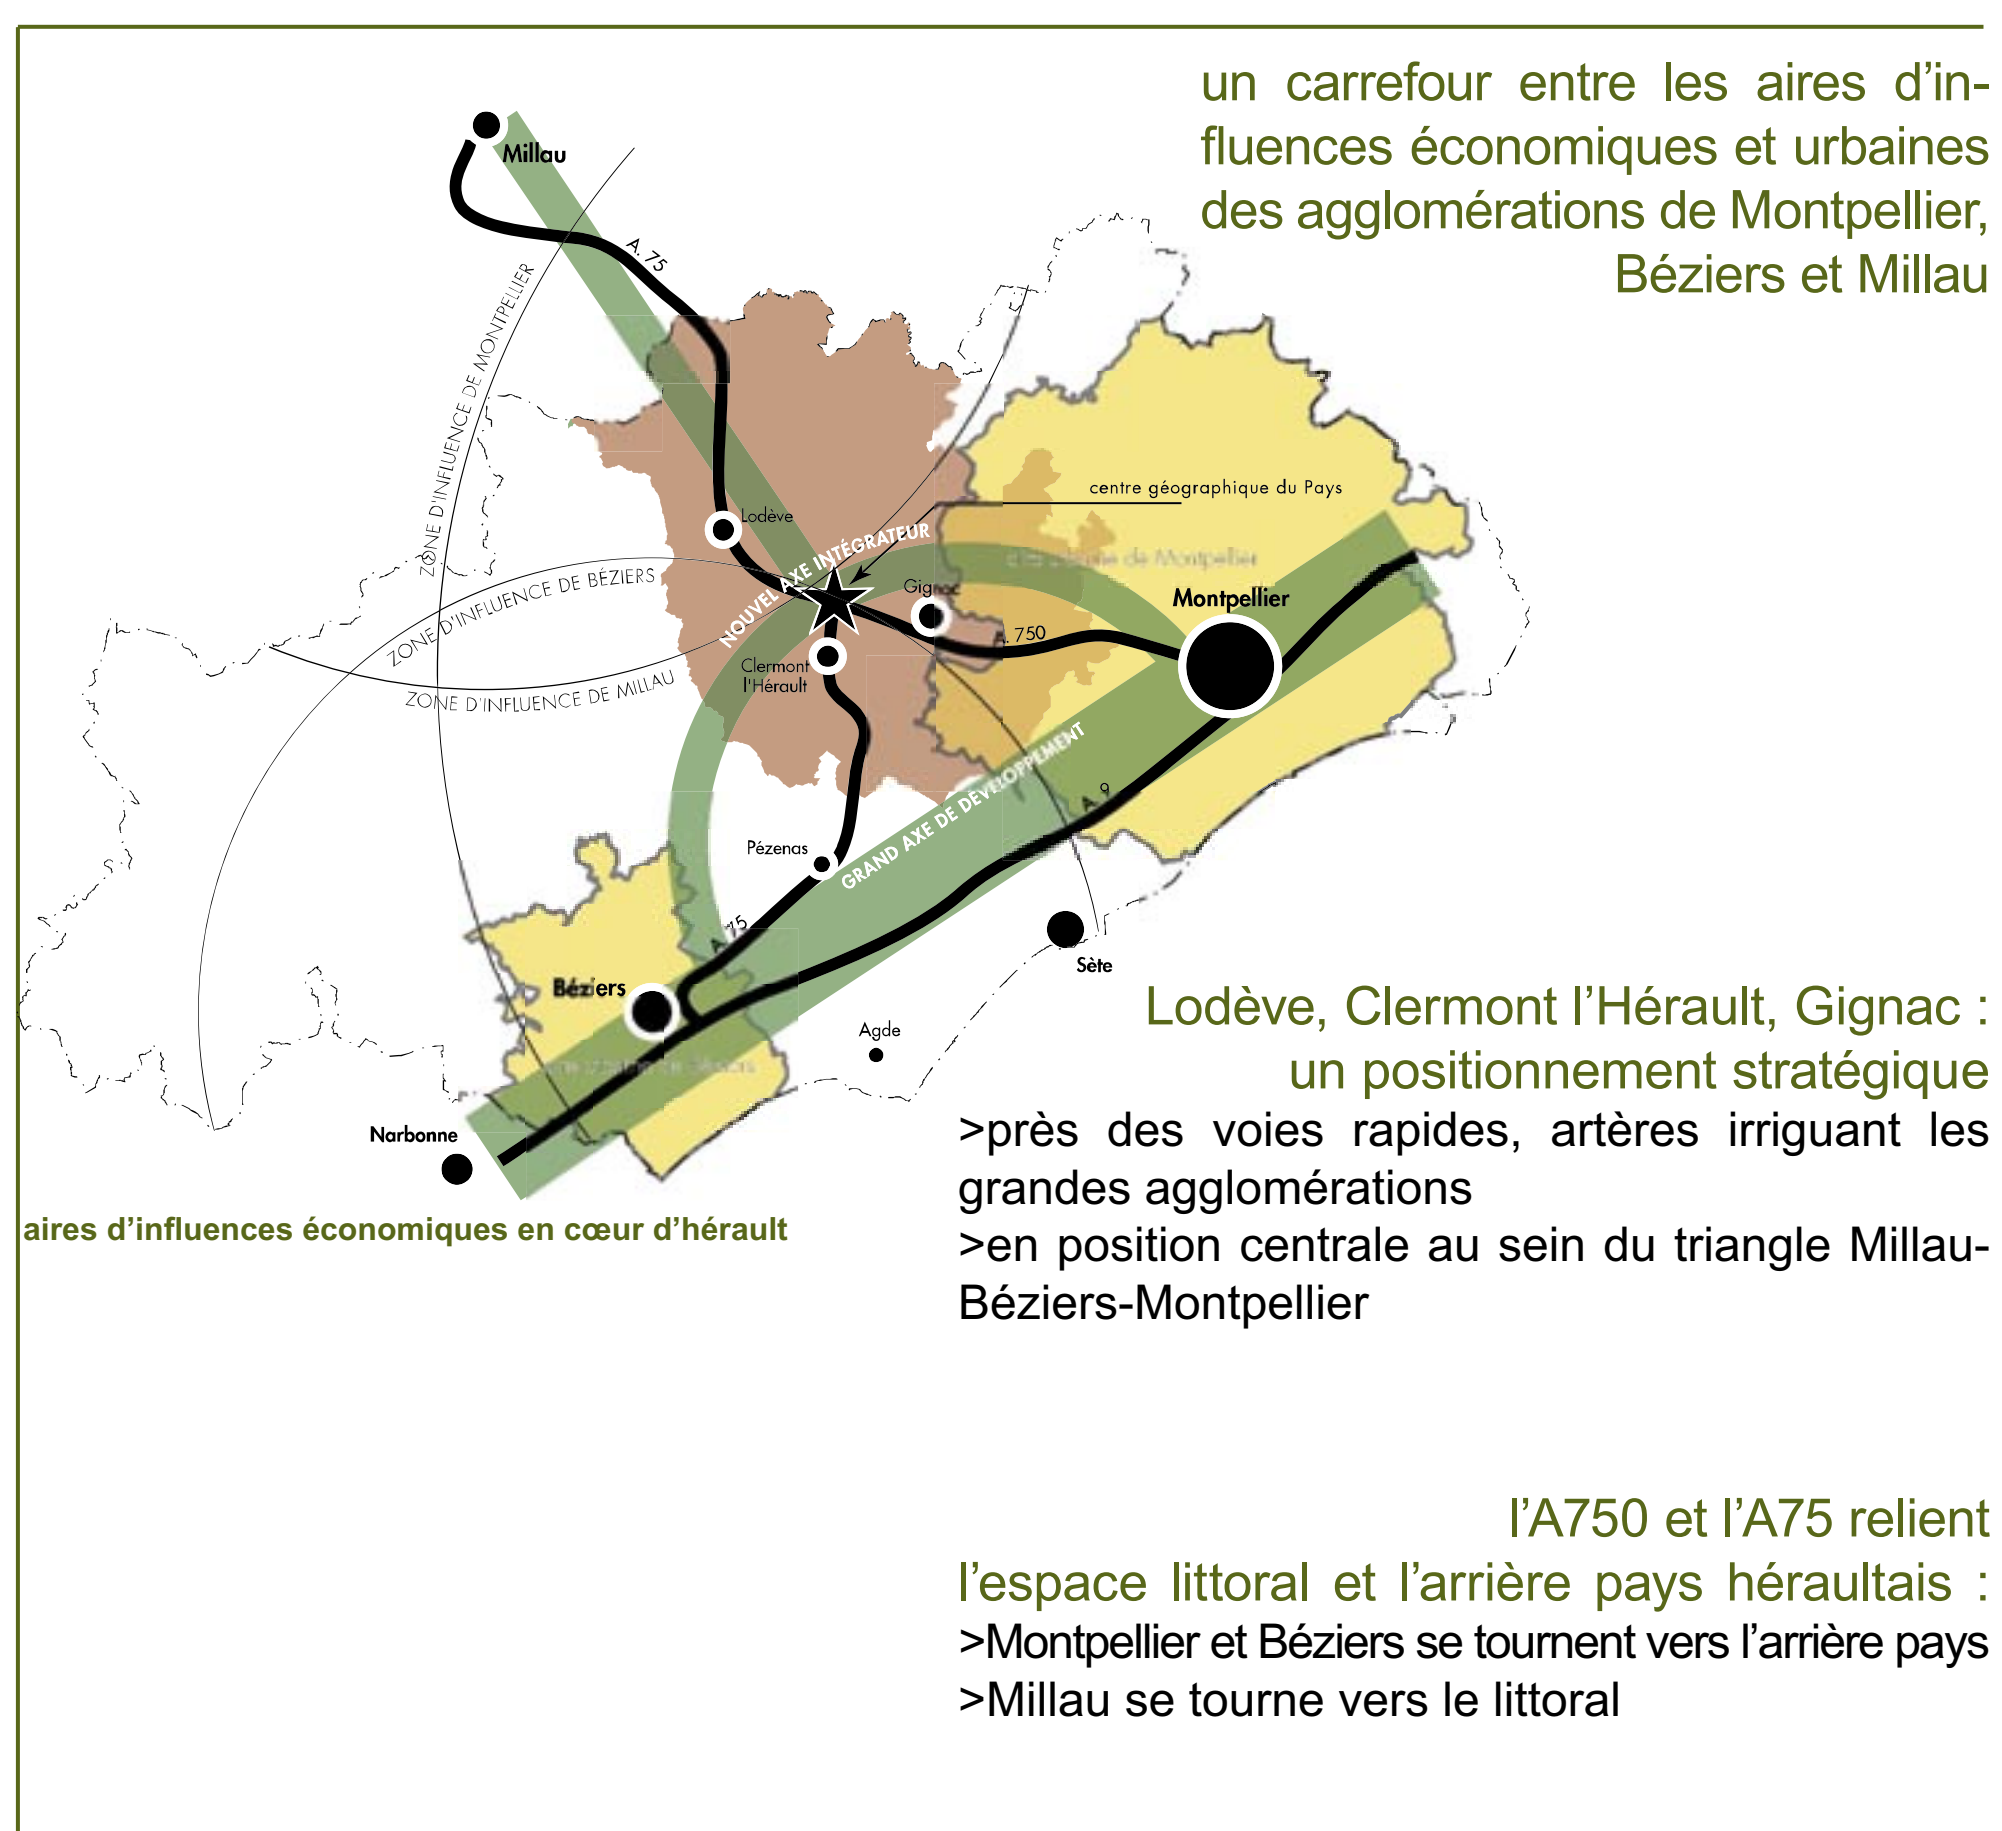 un carrefour entre les aires d’in-
fluences économiques et urbaines
des agglomérations de Montpellier,
Béziers et Millau
Millau
A. 75
ZONE D'INFLUENCE DE MONTPELLIER
centre géographique du Pays
Lodève
NOUVEL AXE INTÉGRATEUR
de Montpellier
Gignac
Montpellier
ZONE D'INFLUENCE DE BÉZIERS
A. 750
Clermont
l'Hérault
ZONE D'INFLUENCE DE MILLAU
GRAND AXE DE DÉVELOPPEMENT
A. 9
Pézenas
A. 75
Sète
Béziers
Agde
Narbonne
aires d’influences économiques en cœur d’hérault
Lodève, Clermont l’Hérault, Gignac :
un positionnement stratégique
>près des voies rapides, artères irriguant les
grandes agglomérations
>en position centrale au sein du triangle Millau-
Béziers-Montpellier
l’A750 et l’A75 relient
l’espace littoral et l’arrière pays héraultais :
>Montpellier et Béziers se tournent vers l’arrière pays
>Millau se tourne vers le littoral